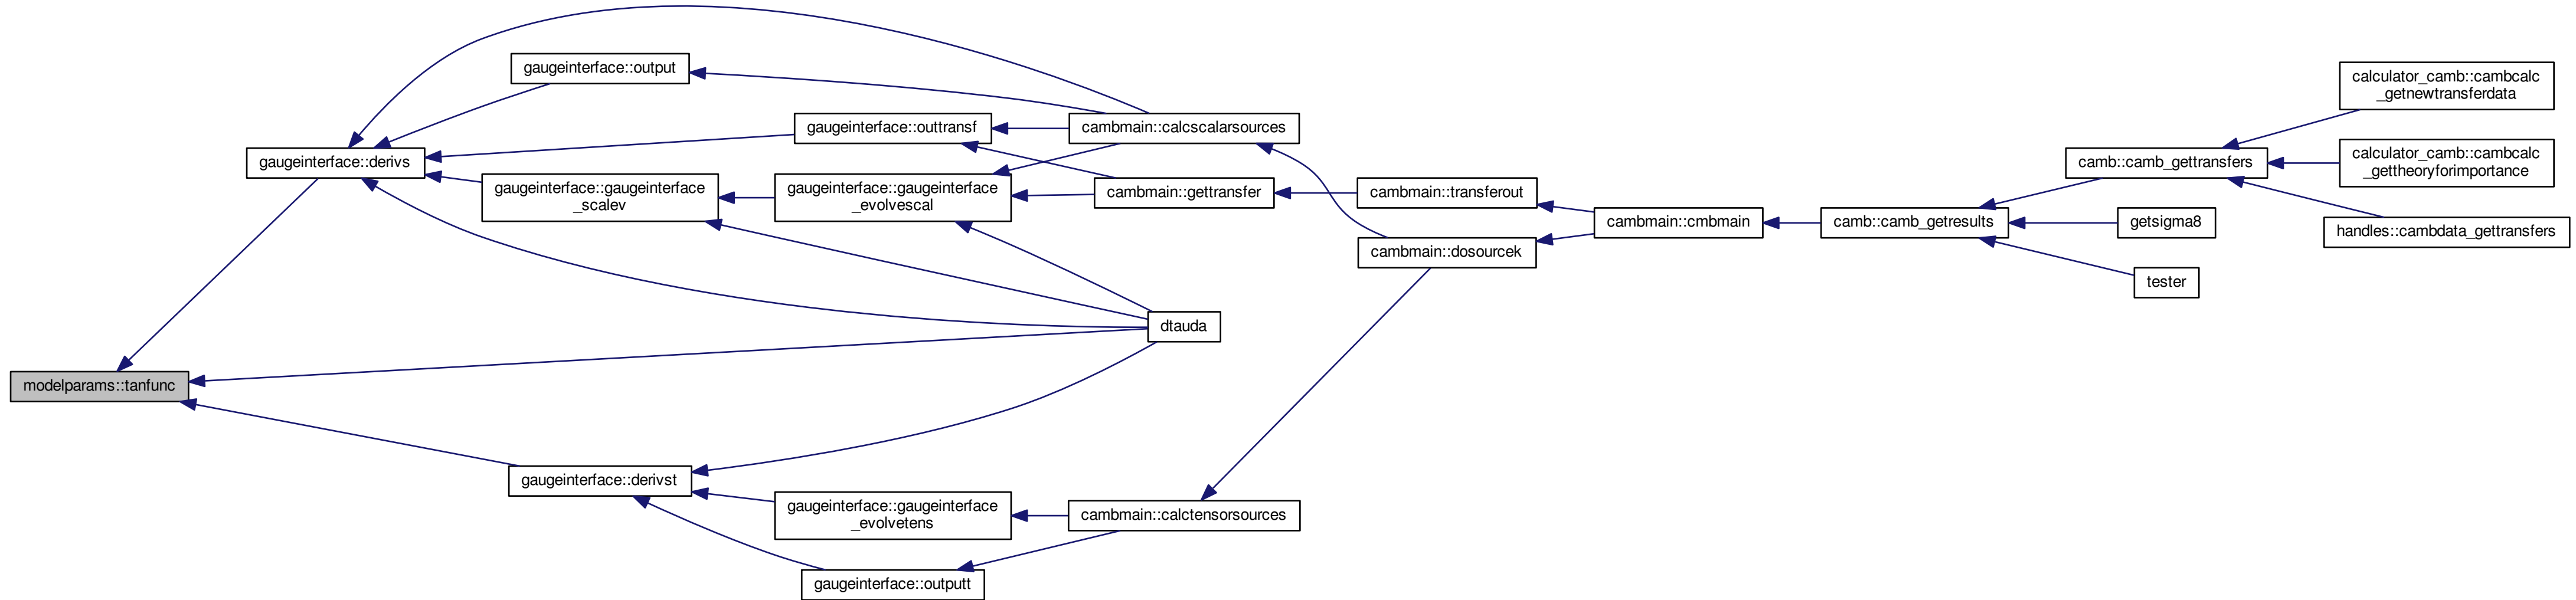 modelparams::tanfunc
gaugeinterface::derivs
gaugeinterface::output
gaugeinterface::outtransf
gaugeinterface::gaugeinterface
_scalev
gaugeinterface::gaugeinterface
_evolvescal
cambmain::calcscalarsources
cambmain::gettransfer
dtauda
gaugeinterface::derivst
gaugeinterface::gaugeinterface
_evolvetens
gaugeinterface::outputt
cambmain::calctensorsources
cambmain::transferout
cambmain::dosourcek
cambmain::cmbmain
camb::camb_getresults
camb::camb_gettransfers
getsigma8
tester
calculator_camb::cambcalc
_getnewtransferdata
calculator_camb::cambcalc
_gettheoryforimportance
handles::cambdata_gettransfers